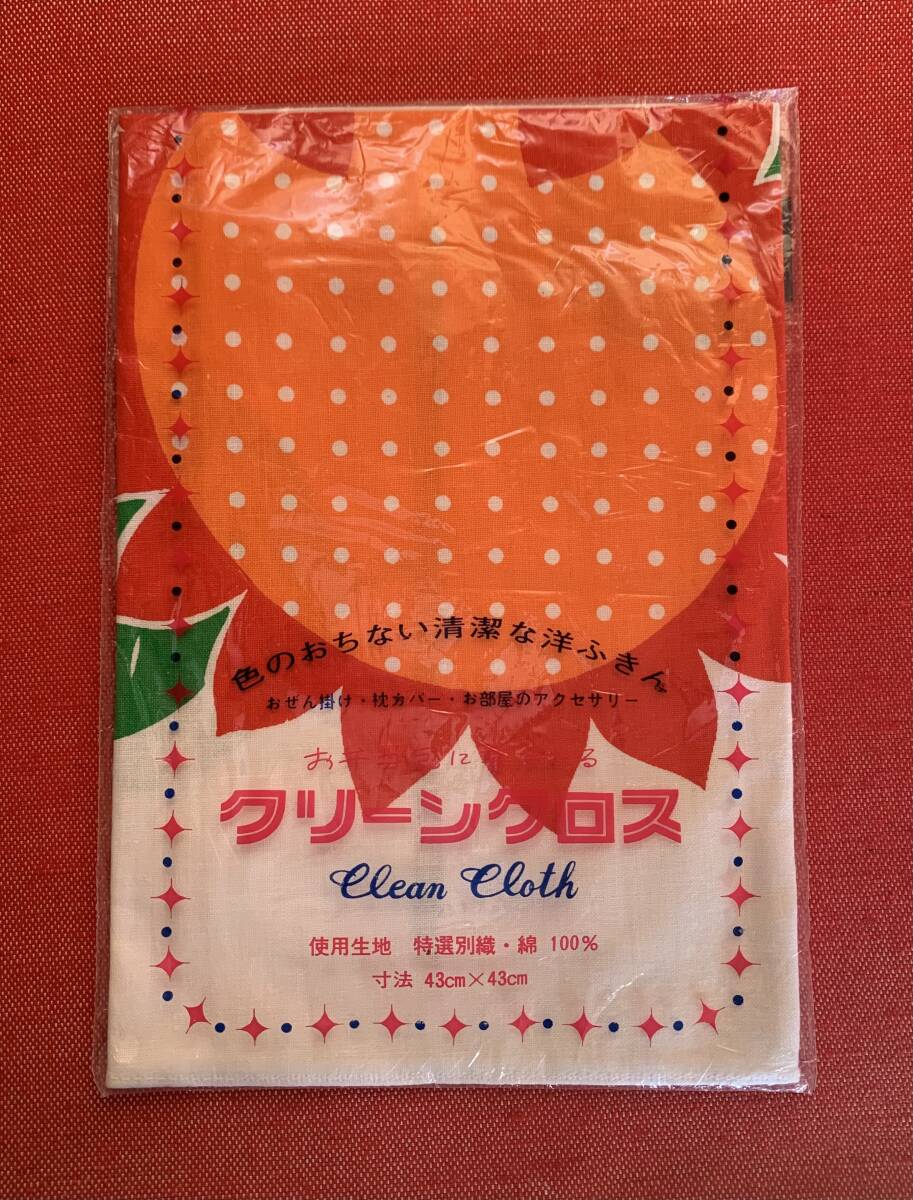 色のおちない清潔な洋ふきん
おぜん掛け・枕カバー・お部屋のアクセサリー
クリーンクロス
Clean Cloth
使用生地 特選別織・綿 100%
寸法 43cm×43cm